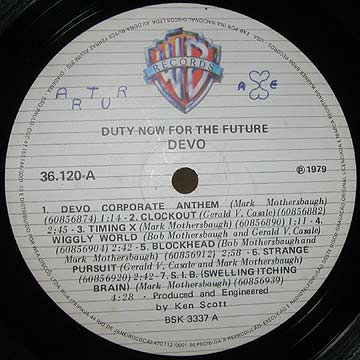 WB
RECORDS
ARTUR
A E
DUTY NOW FOR THE FUTURE
DEVO
36.120-A
℗1979
1. DEVO CORPORATE ANTHEM (Mark Mothersbaugh)
(60856874) 1:14 - 2. CLOCKOUT (Gerald V. Casale) (60856882)
2:45 - 3. TIMING X (Mark Mothersbaugh) (60856890) 1:11 - 4.
WIGGLY WORLD (Bob Mothersbaugh and Gerald V. Casale)
(60856904) 2:42 - 5. BLOCKHEAD (Bob Mothersbaugh and
Mark Mothersbaugh) (60856912) 2:58 - 6. STRANGE
PURSUIT (Gerald V. Casale and Mark Mothersbaugh)
(60856920) 2:42 - 7. S.I.B. (SWELLING ITCHING
BRAIN) (Mark Mothersbaugh) (60856939)
4:28 - Produced and Engineered
by Ken Scott
BSK 3337 A